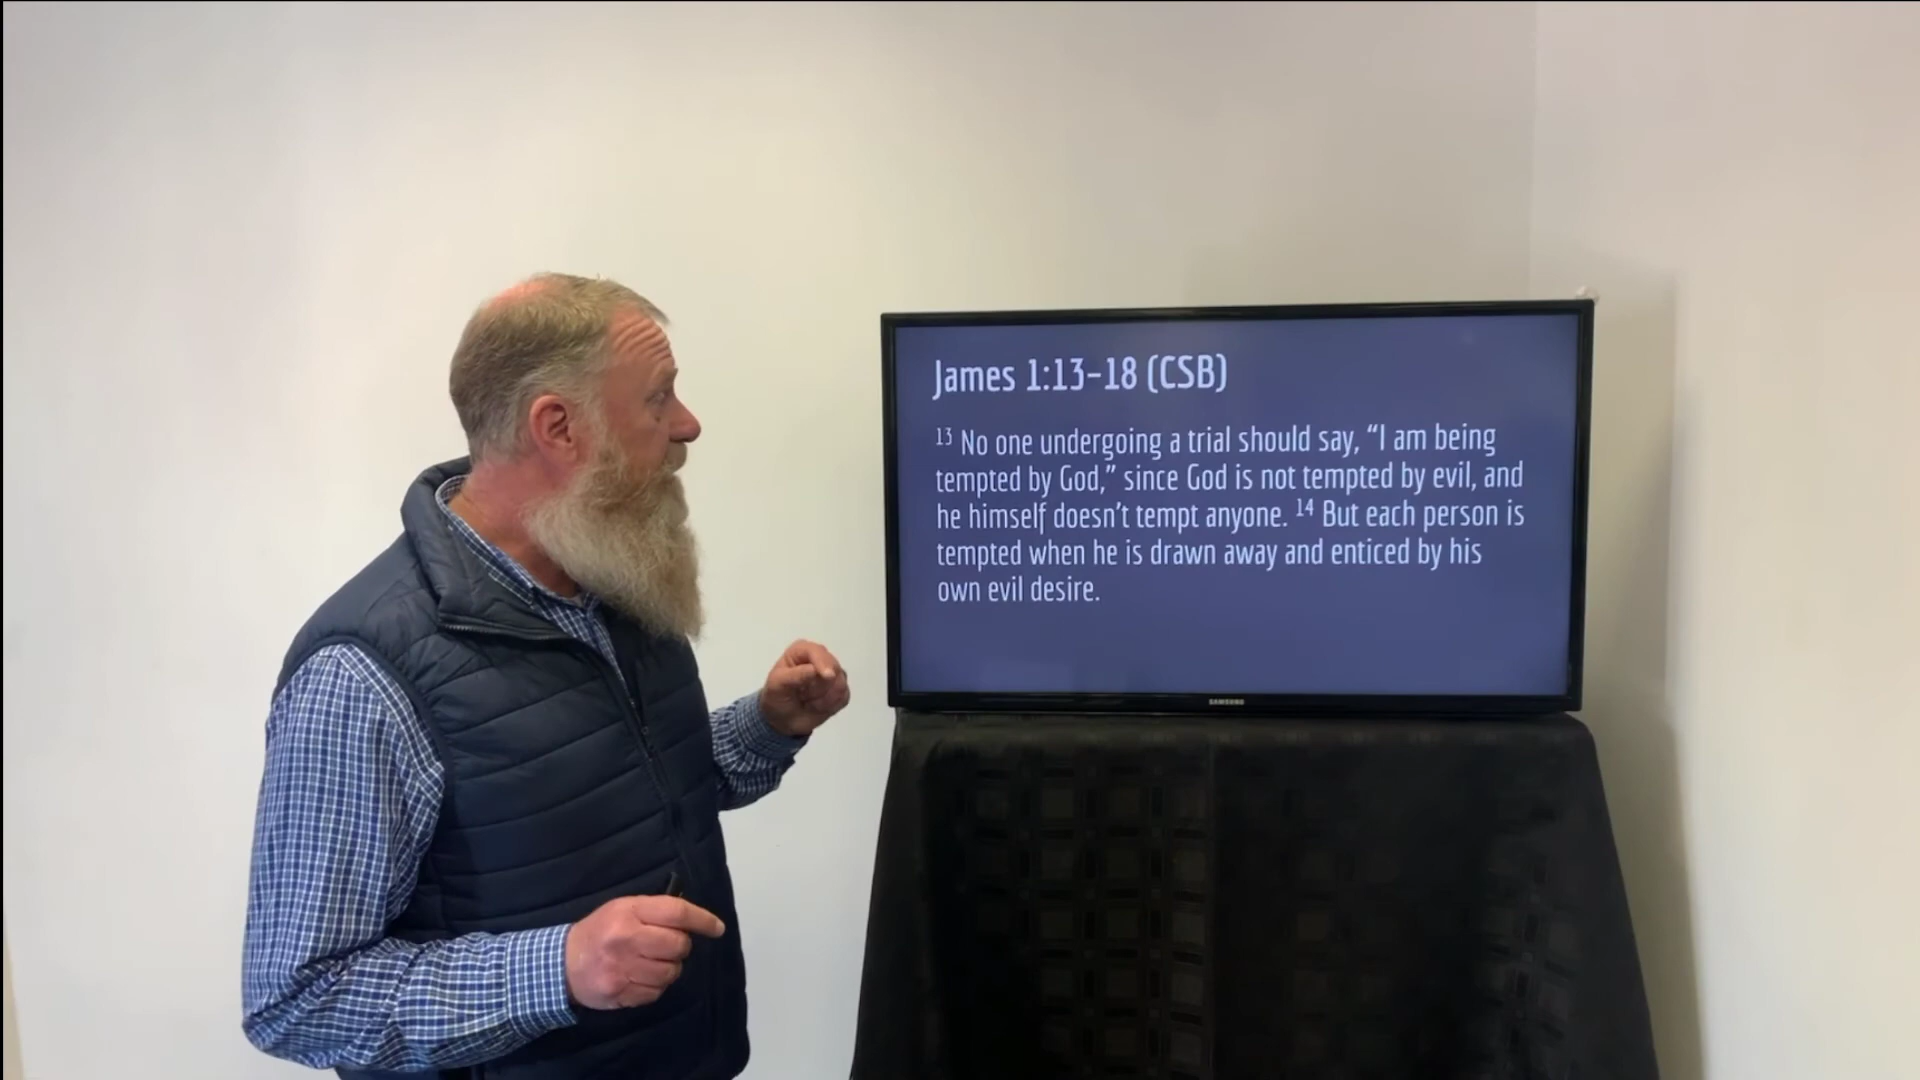 James 1:13–18 (CSB)
13 No one undergoing a trial should say, “I am being
tempted by God,” since God is not tempted by evil, and
he himself doesn’t tempt anyone. 14 But each person is
tempted when he is drawn away and enticed by his
own evil desire.
SAMSUNG